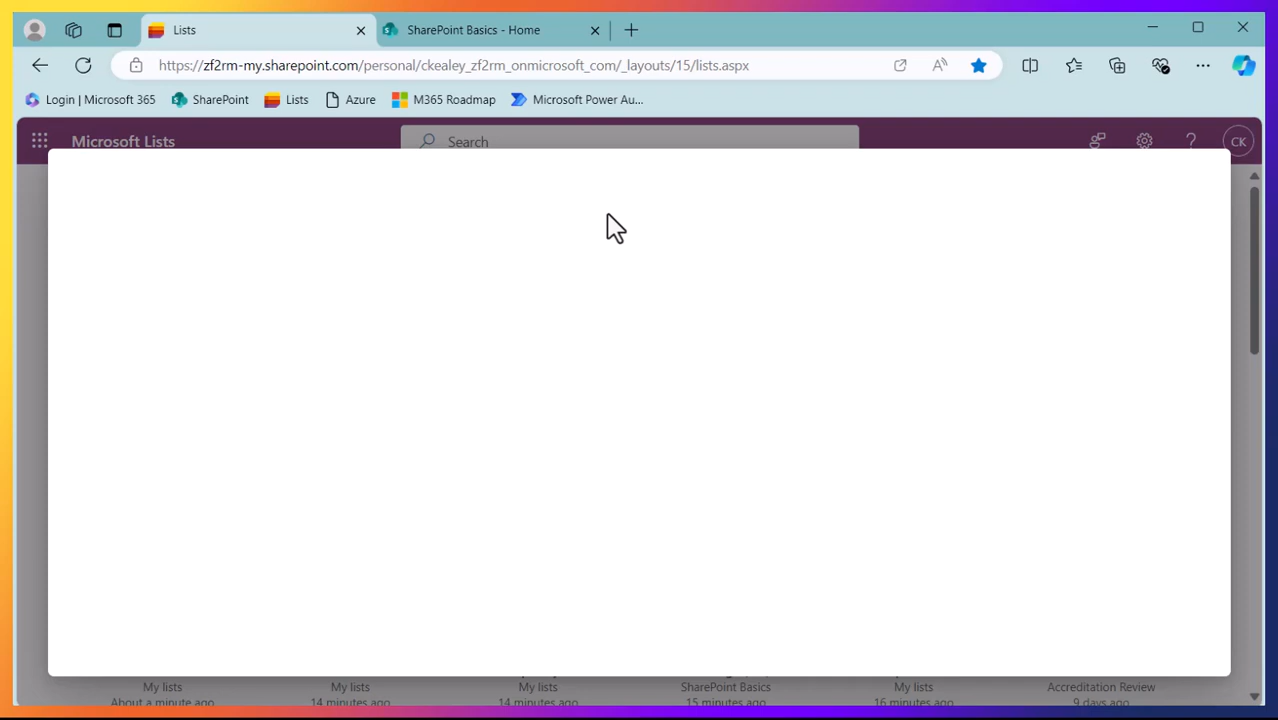 Lists
SharePoint Basics - Home
https://zf2rm-my.sharepoint.com/personal/ckealey_zf2rm_onmicrosoft_com/_layouts/15/lists.aspx
Login | Microsoft 365
SharePoint
Lists
Azure
M365 Roadmap
Microsoft Power Au...
Microsoft Lists
Search
CK
My lists
My lists
My lists
SharePoint Basics
My lists
Accreditation Review
About a minute ago
14 minutes ago
14 minutes ago
15 minutes ago
16 minutes ago
9 days ago